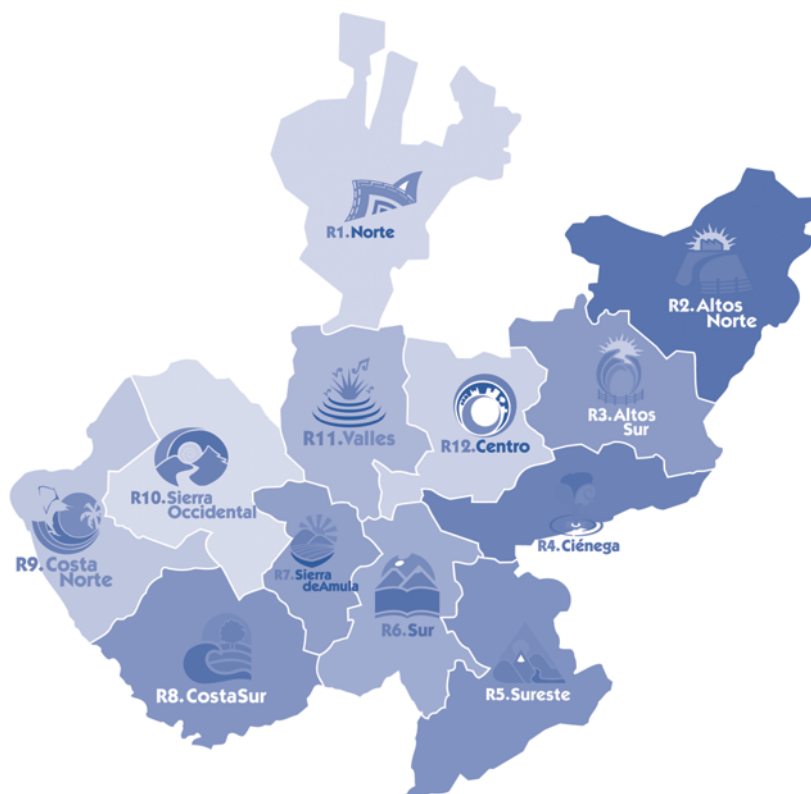 R1.Norte
R2.Altos
Norte
R3.Altos
Sur
R11.Valles
R12.Centro
R10.Sierra
Occidental
R4.Ciénega
R9.Costa
Norte
R7.Sierra
deAmula
R6.Sur
R8.CostaSur
R5.Sureste